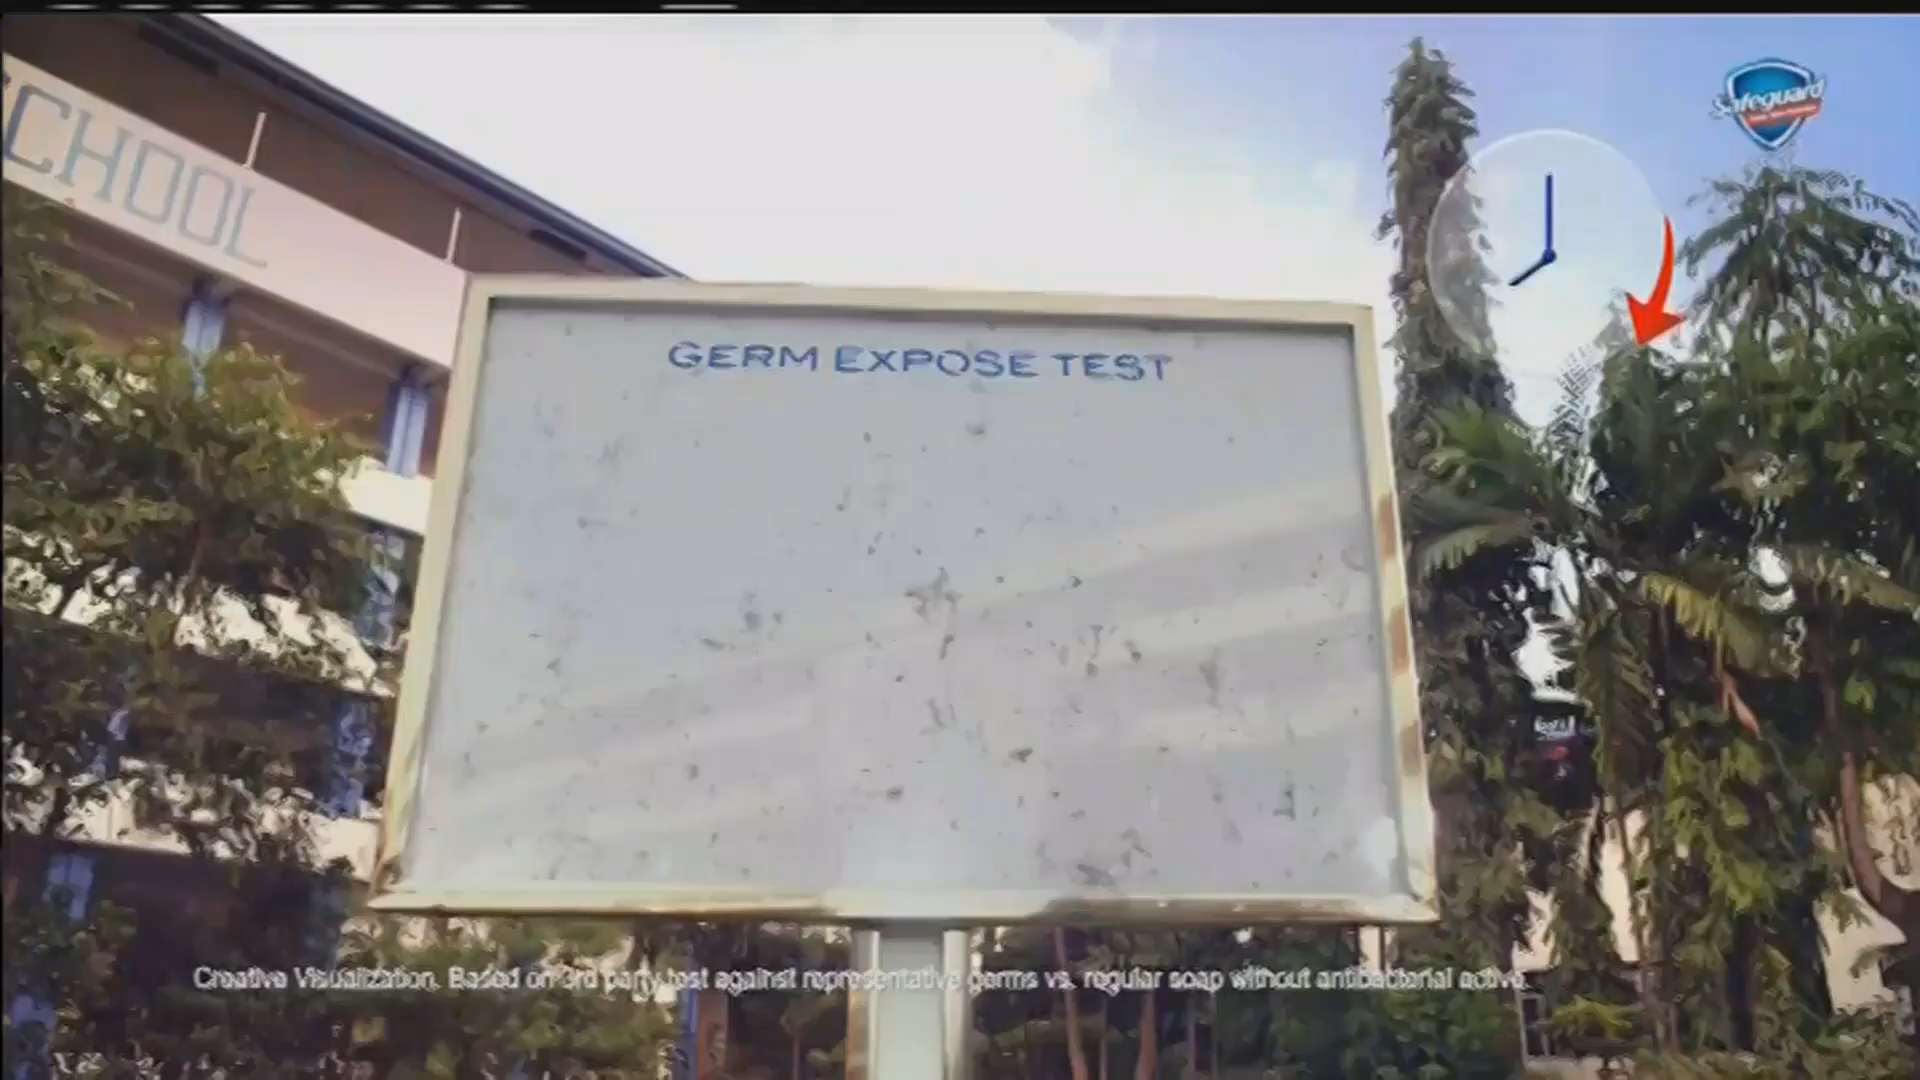 SCHOOL
Safeguard
GERM EXPOSE TEST
Creative Visualization. Based on 3rd party test against representative germs vs. regular soap without antibacterial active.